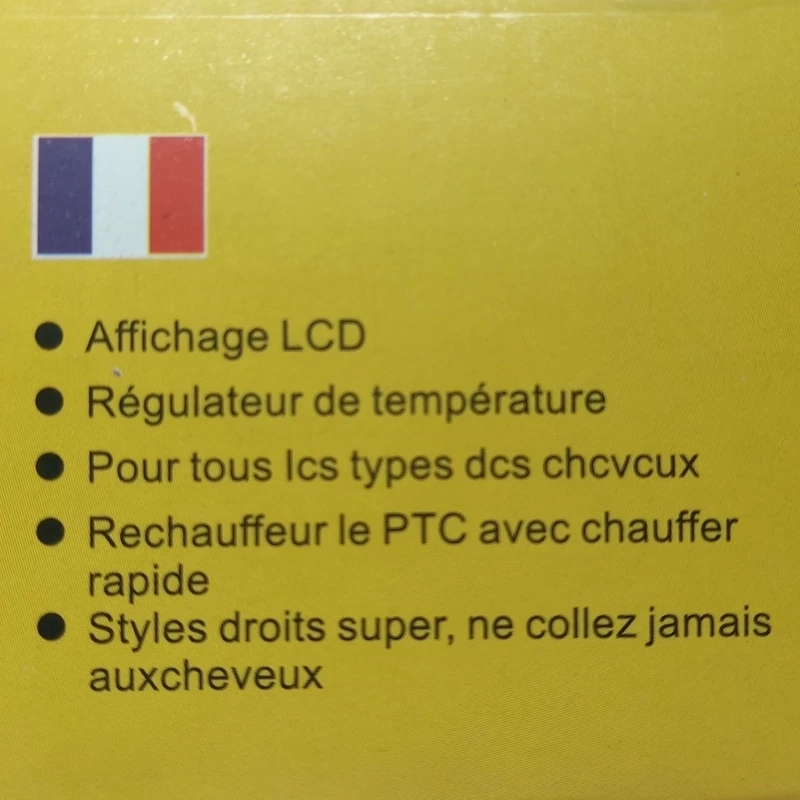 ● Affichage LCD
● Régulateur de température
● Pour tous lcs types dcs chcvcux
● Rechauffeur le PTC avec chauffer
rapide
● Styles droits super, ne collez jamais
auxcheveux